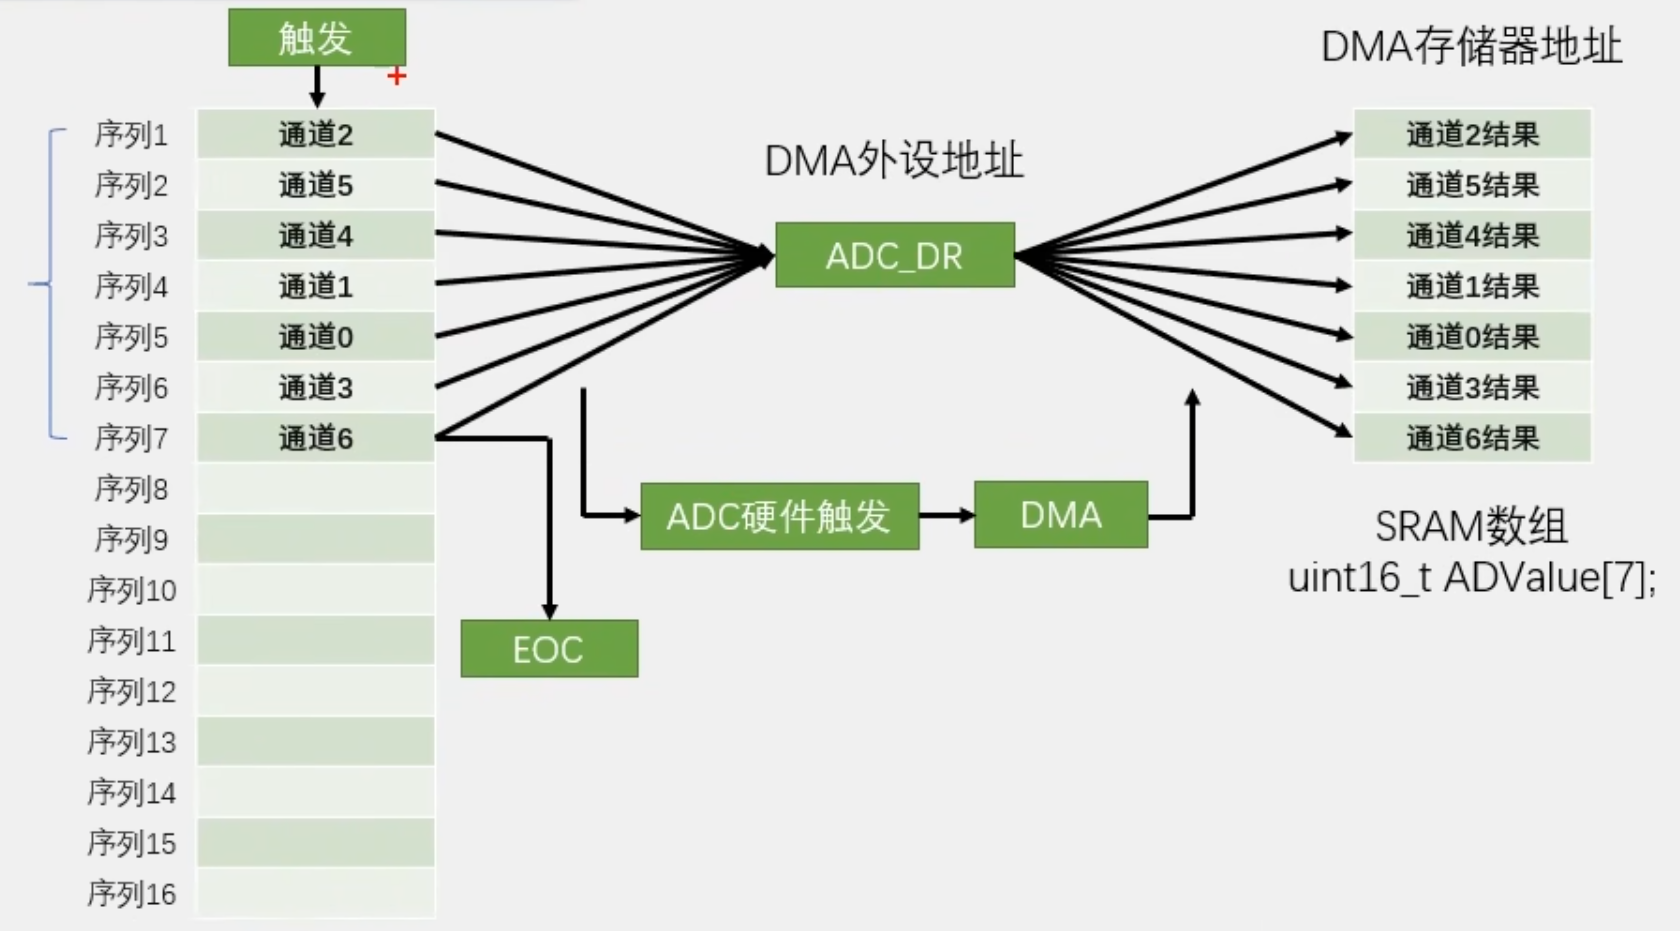 触发
DMA存储器地址
序列1 通道2 通道2结果
DMA外设地址
序列2 通道5 通道5结果
序列3 通道4 通道4结果
ADC_DR
序列4 通道1 通道1结果
序列5 通道0 通道0结果
序列6 通道3 通道3结果
序列7 通道6 通道6结果
序列8
ADC硬件触发 DMA
SRAM数组
序列9
uint16_t ADValue[7];
序列10
序列11
EOC
序列12
序列13
序列14
序列15
序列16